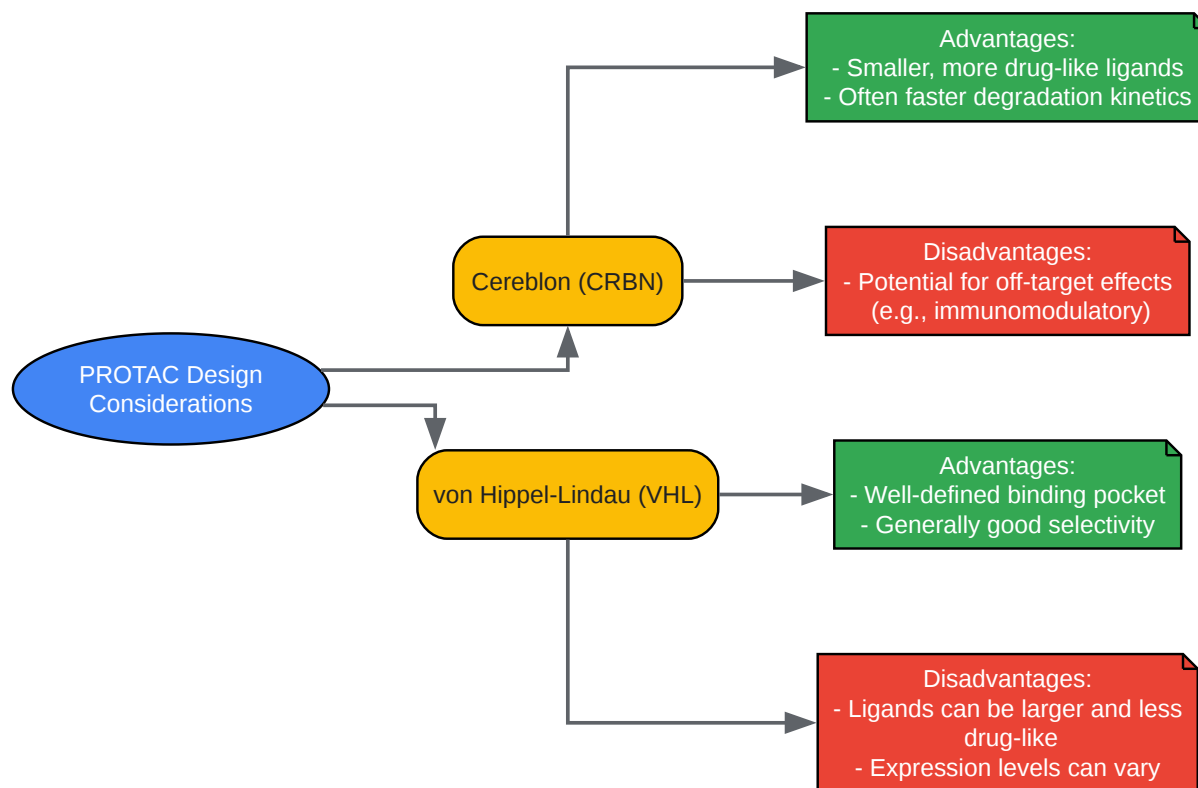 PROTAC Design
Considerations
Cereblon (CRBN)
Advantages:
- Smaller, more drug-like ligands
- Often faster degradation kinetics
Disadvantages:
- Potential for off-target effects
(e.g., immunomodulatory)
von Hippel-Lindau (VHL)
Advantages:
- Well-defined binding pocket
- Generally good selectivity
Disadvantages:
- Ligands can be larger and less
drug-like
- Expression levels can vary